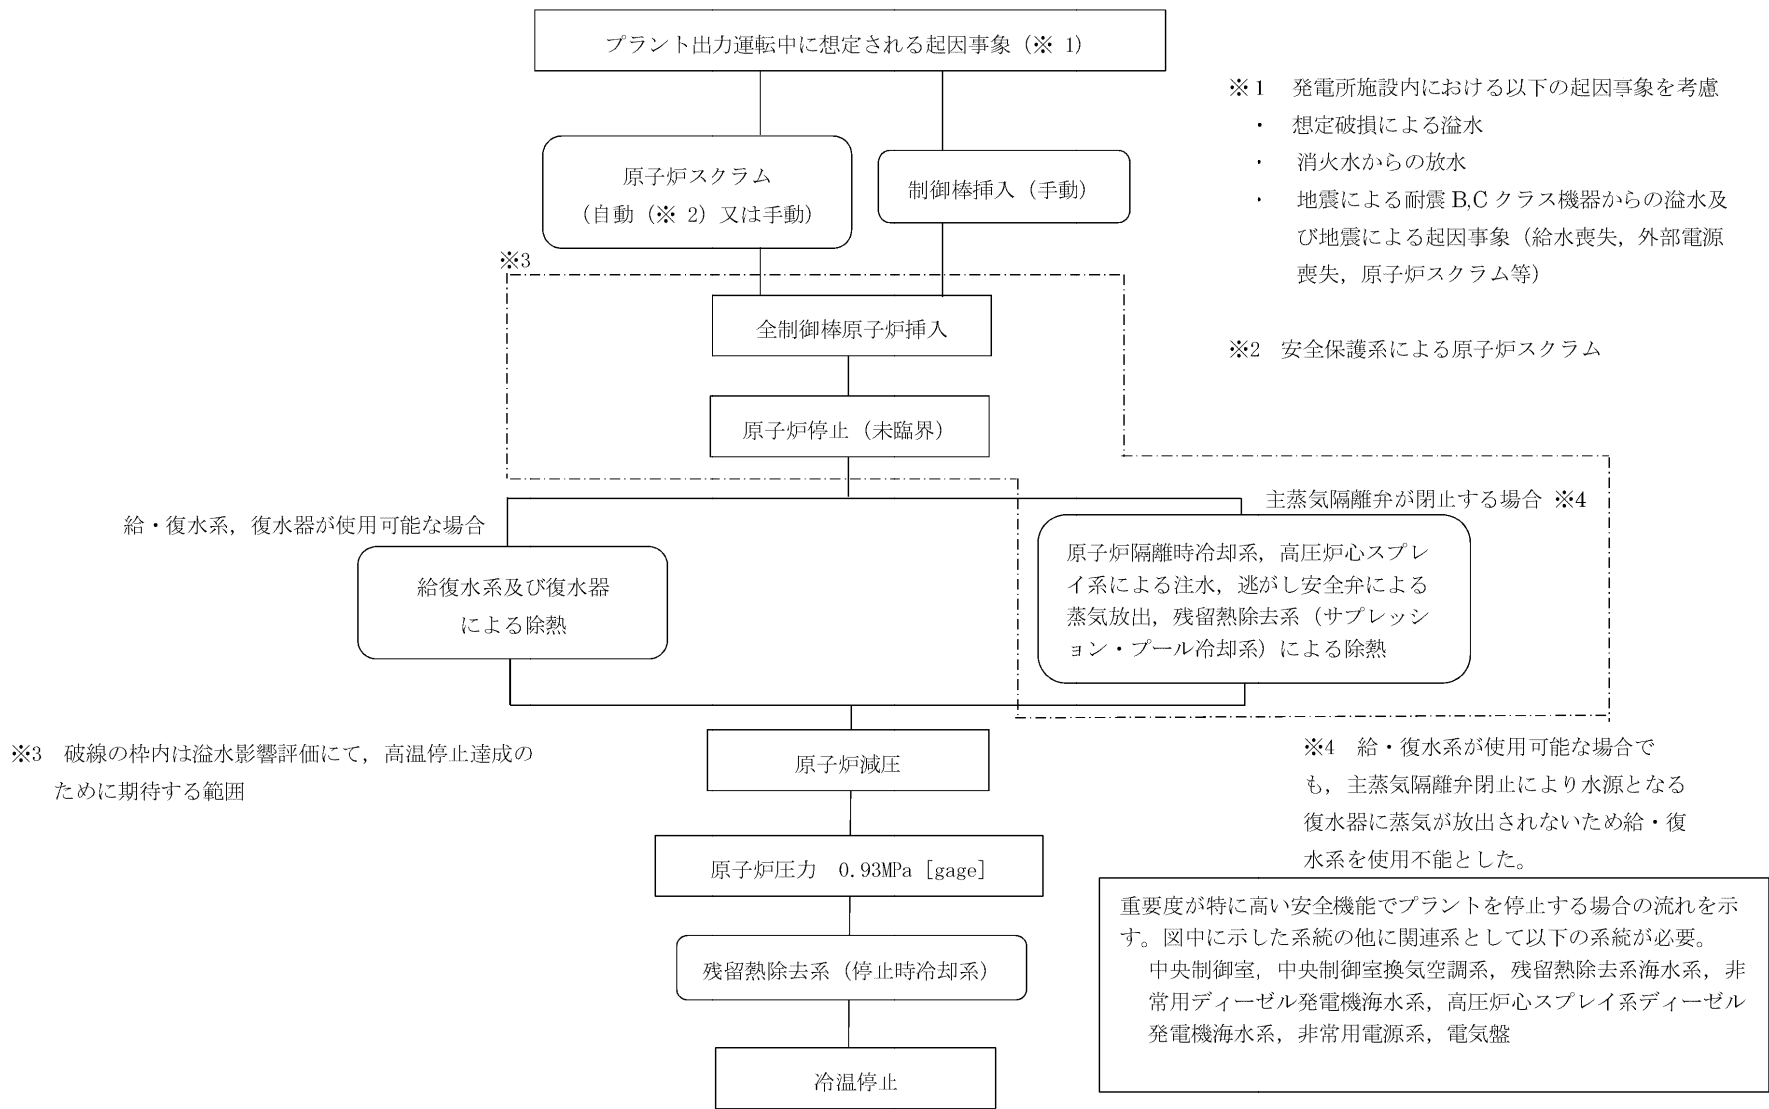 プラント出力運転中に想定される起因事象（※ 1）
※１　発電所施設内における以下の起因事象を考慮
・　想定破損による溢水
・　消火水からの放水
・　地震による耐震 B,C クラス機器からの溢水及
び地震による起因事象（給水喪失，外部電源
喪失，原子炉スクラム等）
原子炉スクラム
（自動（※ 2）又は手動）
制御棒挿入（手動）
※3
全制御棒原子炉挿入
※2　安全保護系による原子炉スクラム
原子炉停止（未臨界）
給・復水系，復水器が使用可能な場合
主蒸気隔離弁が閉止する場合 ※4
給復水系及び復水器
による除熱
原子炉隔離時冷却系，高圧炉心スプレ
イ系による注水，逃がし安全弁による
蒸気放出，残留熱除去系（サプレッシ
ョン・プール冷却系）による除熱
※3　破線の枠内は溢水影響評価にて，高温停止達成の
ために期待する範囲
原子炉減圧
※4　給・復水系が使用可能な場合で
も，主蒸気隔離弁閉止により水源となる
復水器に蒸気が放出されないため給・復
水系を使用不能とした。
原子炉圧力　0.93MPa［gage］
残留熱除去系（停止時冷却系）
冷温停止
重要度が特に高い安全機能でプラントを停止する場合の流れを示
す。図中に示した系統の他に関連系として以下の系統が必要。
中央制御室，中央制御室換気空調系，残留熱除去系海水系，非
常用ディーゼル発電機海水系，高圧炉心スプレイ系ディーゼル
発電機海水系，非常用電源系，電気盤